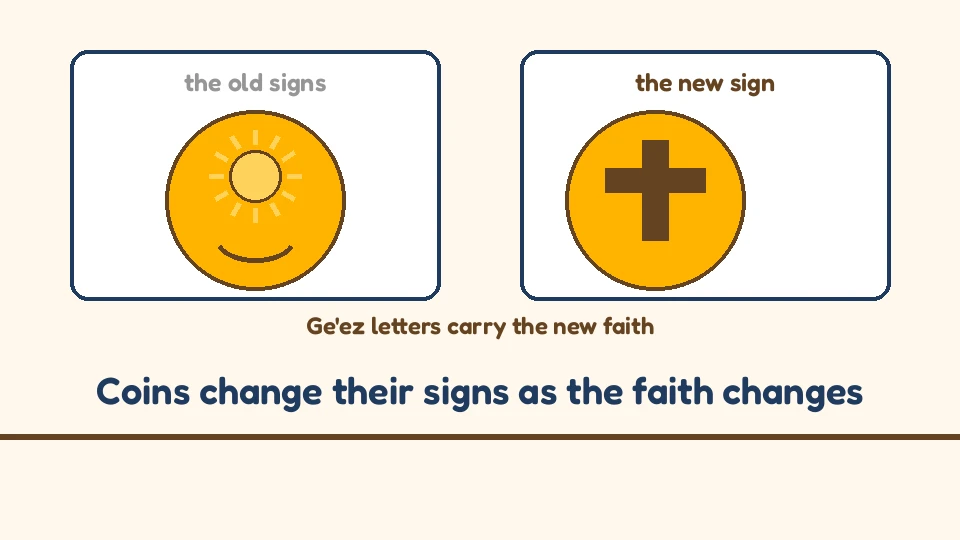 the old signs
the new sign
Ge'ez letters carry the new faith
Coins change their signs as the faith changes